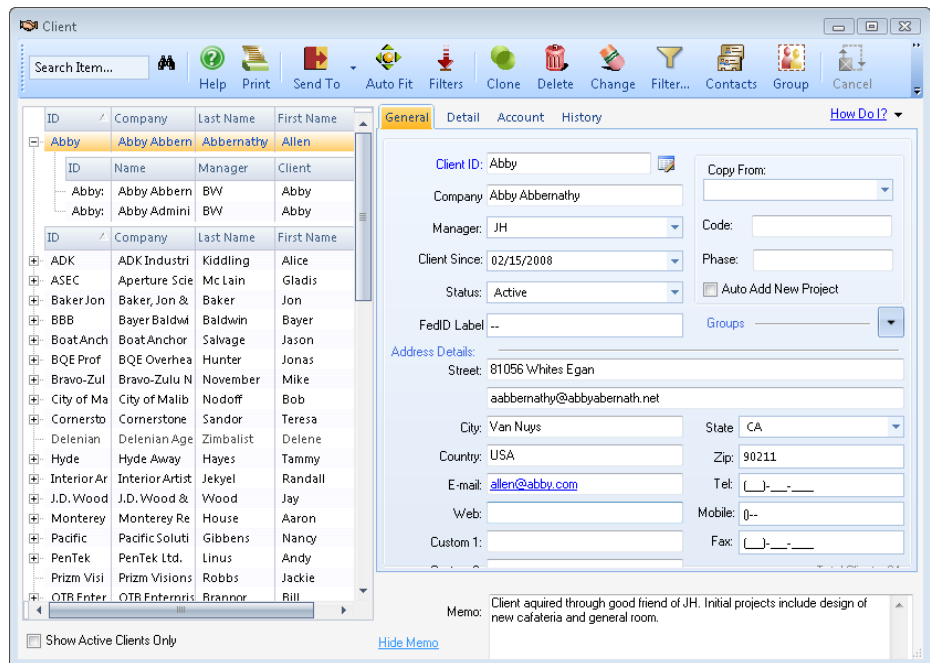 Client
Search Item...
Help Print Send To Auto Fit Filters Clone Delete Change Filter... Contacts Group Cancel
ID Company Last Name First Name
Abby Abby Abbern Abbernathy Allen
ID Name Manager Client
Abby: Abby Abbern BW Abby
Abby: Abby Admini BW Abby
ID Company Last Name First Name
ADK ADK Industri Kiddling Alice
ASEC Aperture Scie Mc Lain Gladis
BakerJon Baker, Jon & Baker Jon
BBB Bayer Baldwi Baldwin Bayer
Boat Anch Boat Anchor Salvage Jason
BQE Prof BQE Overhea Hunter Jonas
Bravo-Zul Bravo-Zulu N November Mike
City of Ma City of Malib Nodoff Bob
Cornersto Cornerstone Sandor Teresa
Delenian Delenian Age Zimbalist Delene
Hyde Hyde Away Hayes Tammy
Interior Ar Interior Artist Jekyel Randall
J.D. Wood J.D. Wood & Wood Jay
Monterey Monterey Re House Aaron
Pacific Pacific Soluti Gibbens Nancy
PenTek PenTek Ltd. Linus Andy
Prizm Visi Prizm Visions Robbs Jackie
Bill
Show Active Clients Only
General Detail Account History
How Do I?
Client ID: Abby
Company Abby Abbernathy
Manager: JH
Client Since: 02/15/2008
Status: Active
FedID Label --
Copy From:
Code:
Phase:
Auto Add New Project
Groups
Address Details:
Street: 81056 Whites Egan
aabbernathy@abbyabernath.net
City: Van Nuys
State CA
Country: USA
Zip: 90211
E-mail: allen@abby.com
Tel: (__)-__-___
Web:
Mobile: ()--
Custom 1:
Fax: (__)-__-___
Memo: Client aquired through good friend of JH. Initial projects include design of
new cafateria and general room.
Hide Memo